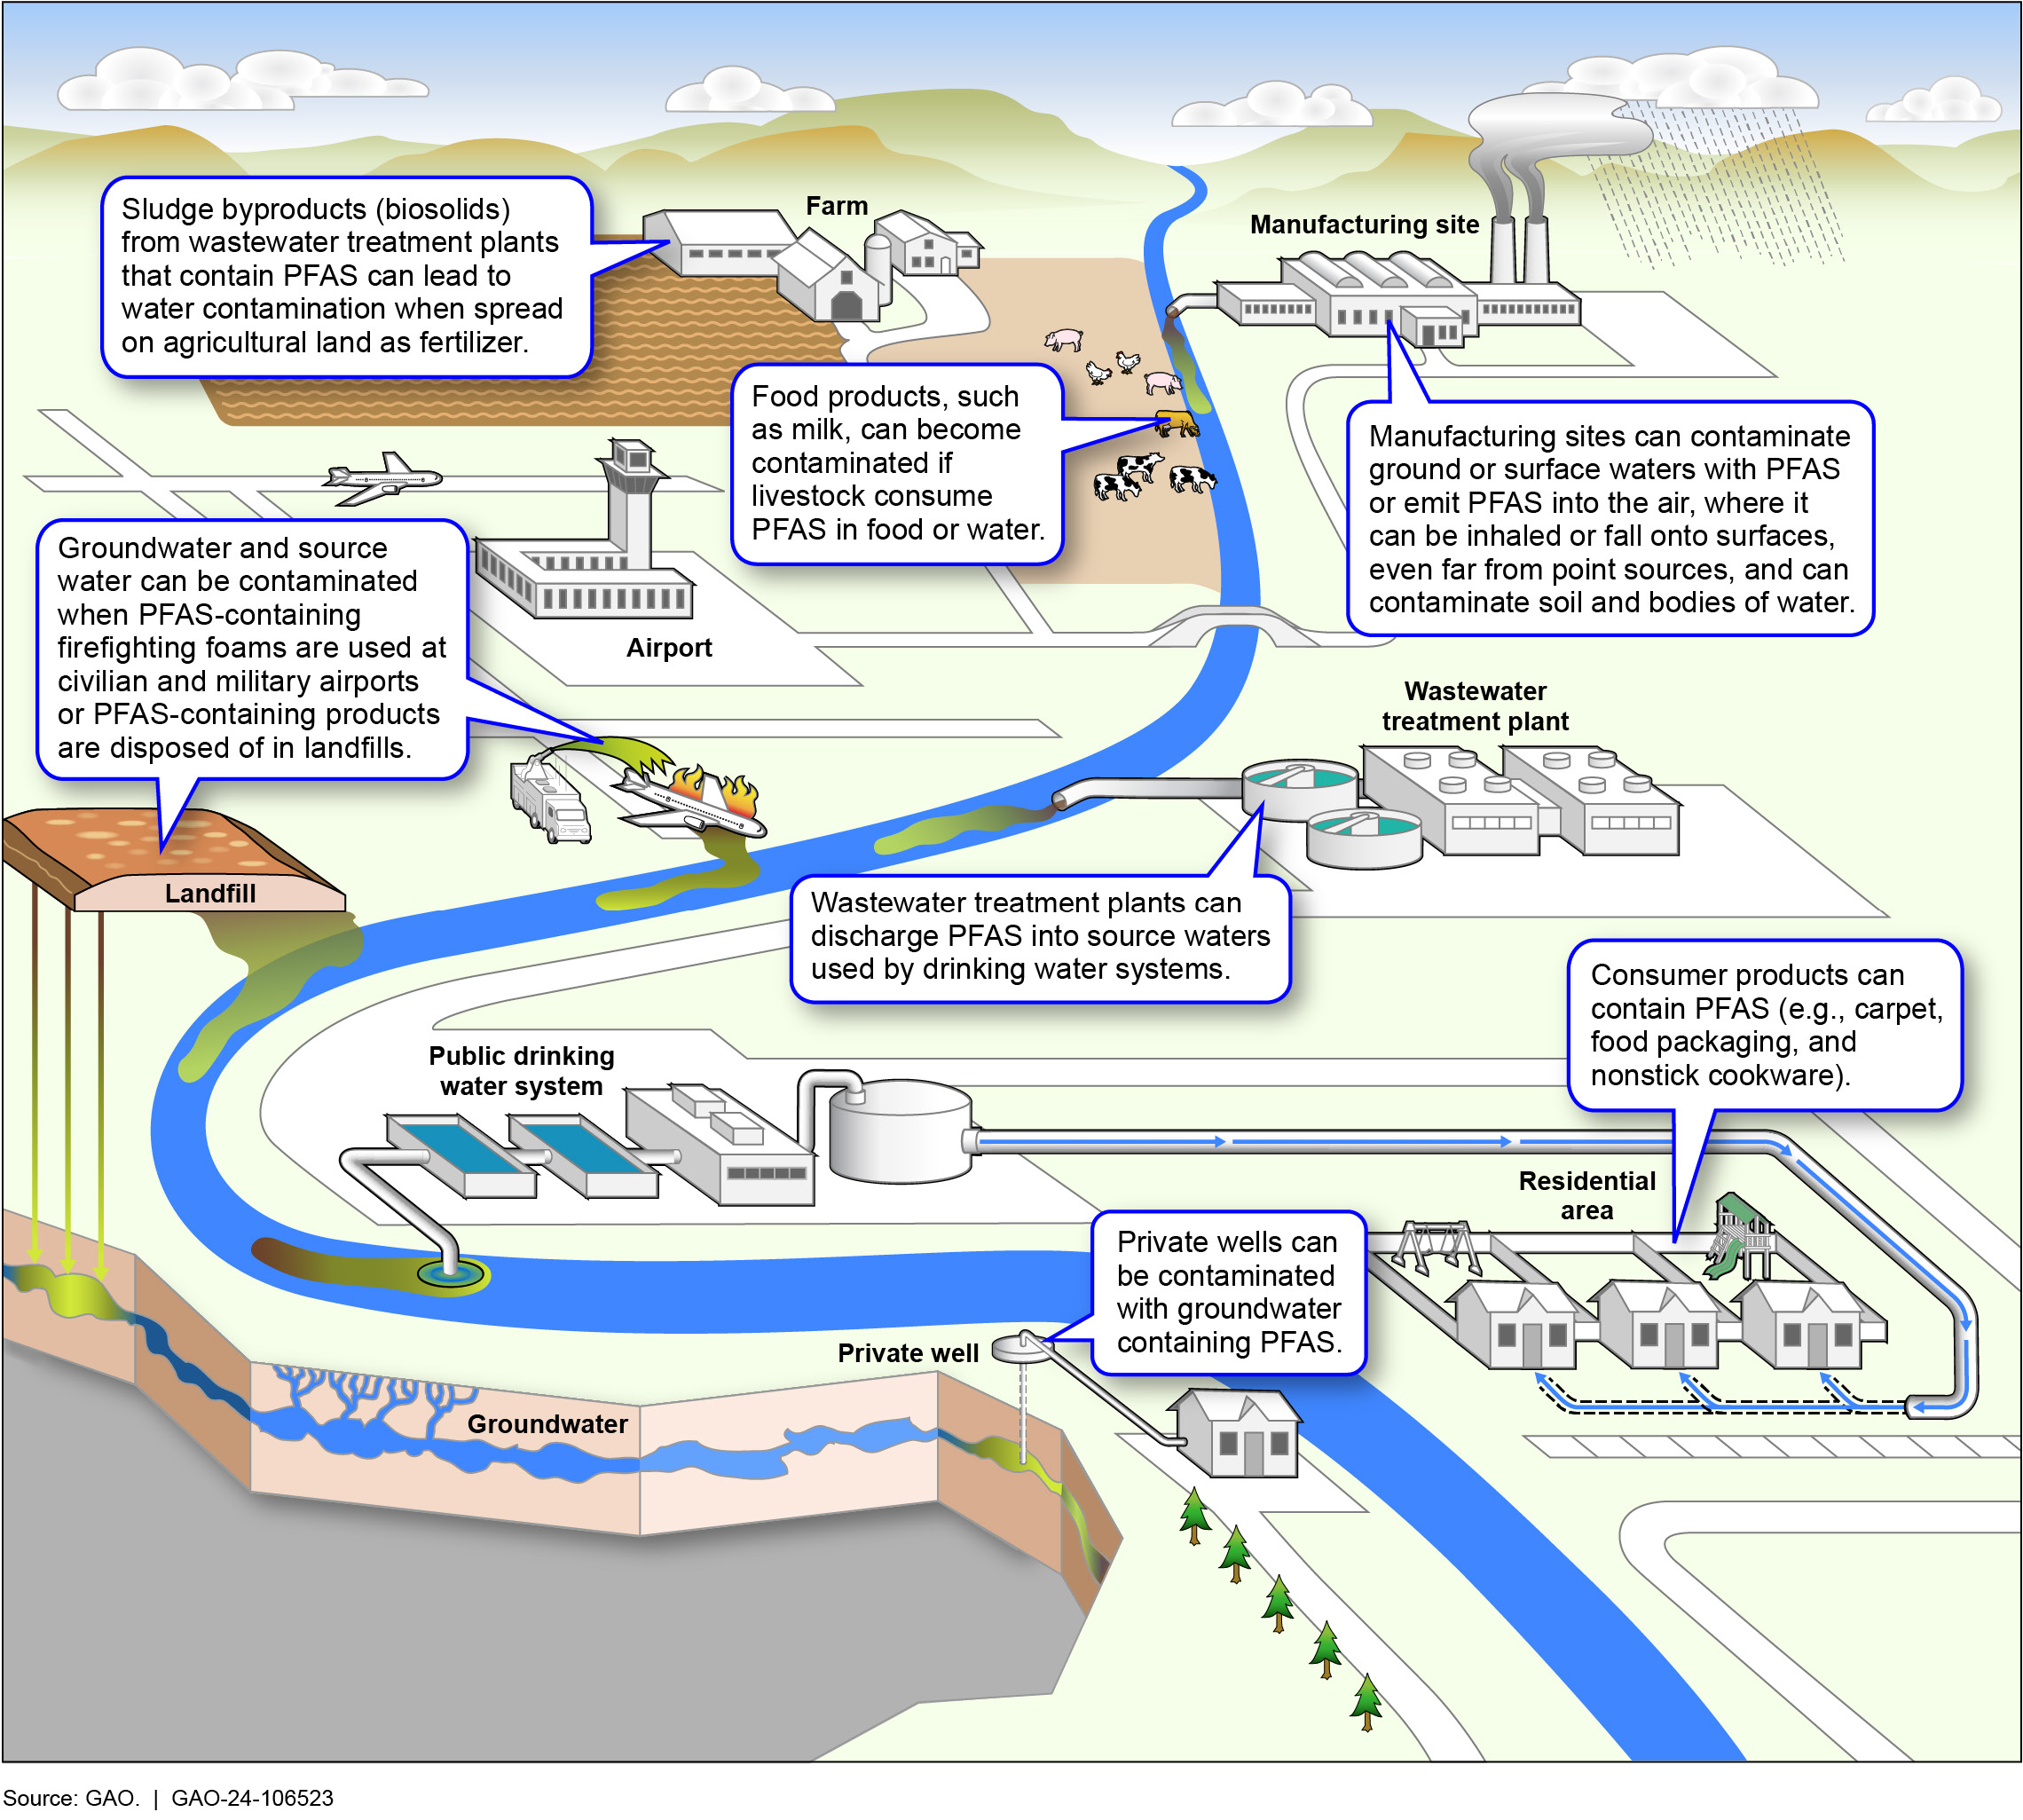 Farm
Manufacturing site
Sludge byproducts (biosolids)
from wastewater treatment plants
that contain PFAS can lead to
water contamination when spread
on agricultural land as fertilizer.
Food products, such
as milk, can become
contaminated if
livestock consume
PFAS in food or water.
Manufacturing sites can contaminate
ground or surface waters with PFAS
or emit PFAS into the air, where it
can be inhaled or fall onto surfaces,
even far from point sources, and can
contaminate soil and bodies of water.
Groundwater and source
water can be contaminated
when PFAS-containing
firefighting foams are used at
civilian and military airports
or PFAS-containing products
are disposed of in landfills.
Airport
Wastewater
treatment plant
Landfill
Wastewater treatment plants can
discharge PFAS into source waters
used by drinking water systems.
Consumer products can
contain PFAS (e.g., carpet,
food packaging, and
nonstick cookware).
Public drinking
water system
Residential
area
Private wells can
be contaminated
with groundwater
containing PFAS.
Private well
Groundwater
Source: GAO. | GAO-24-106523